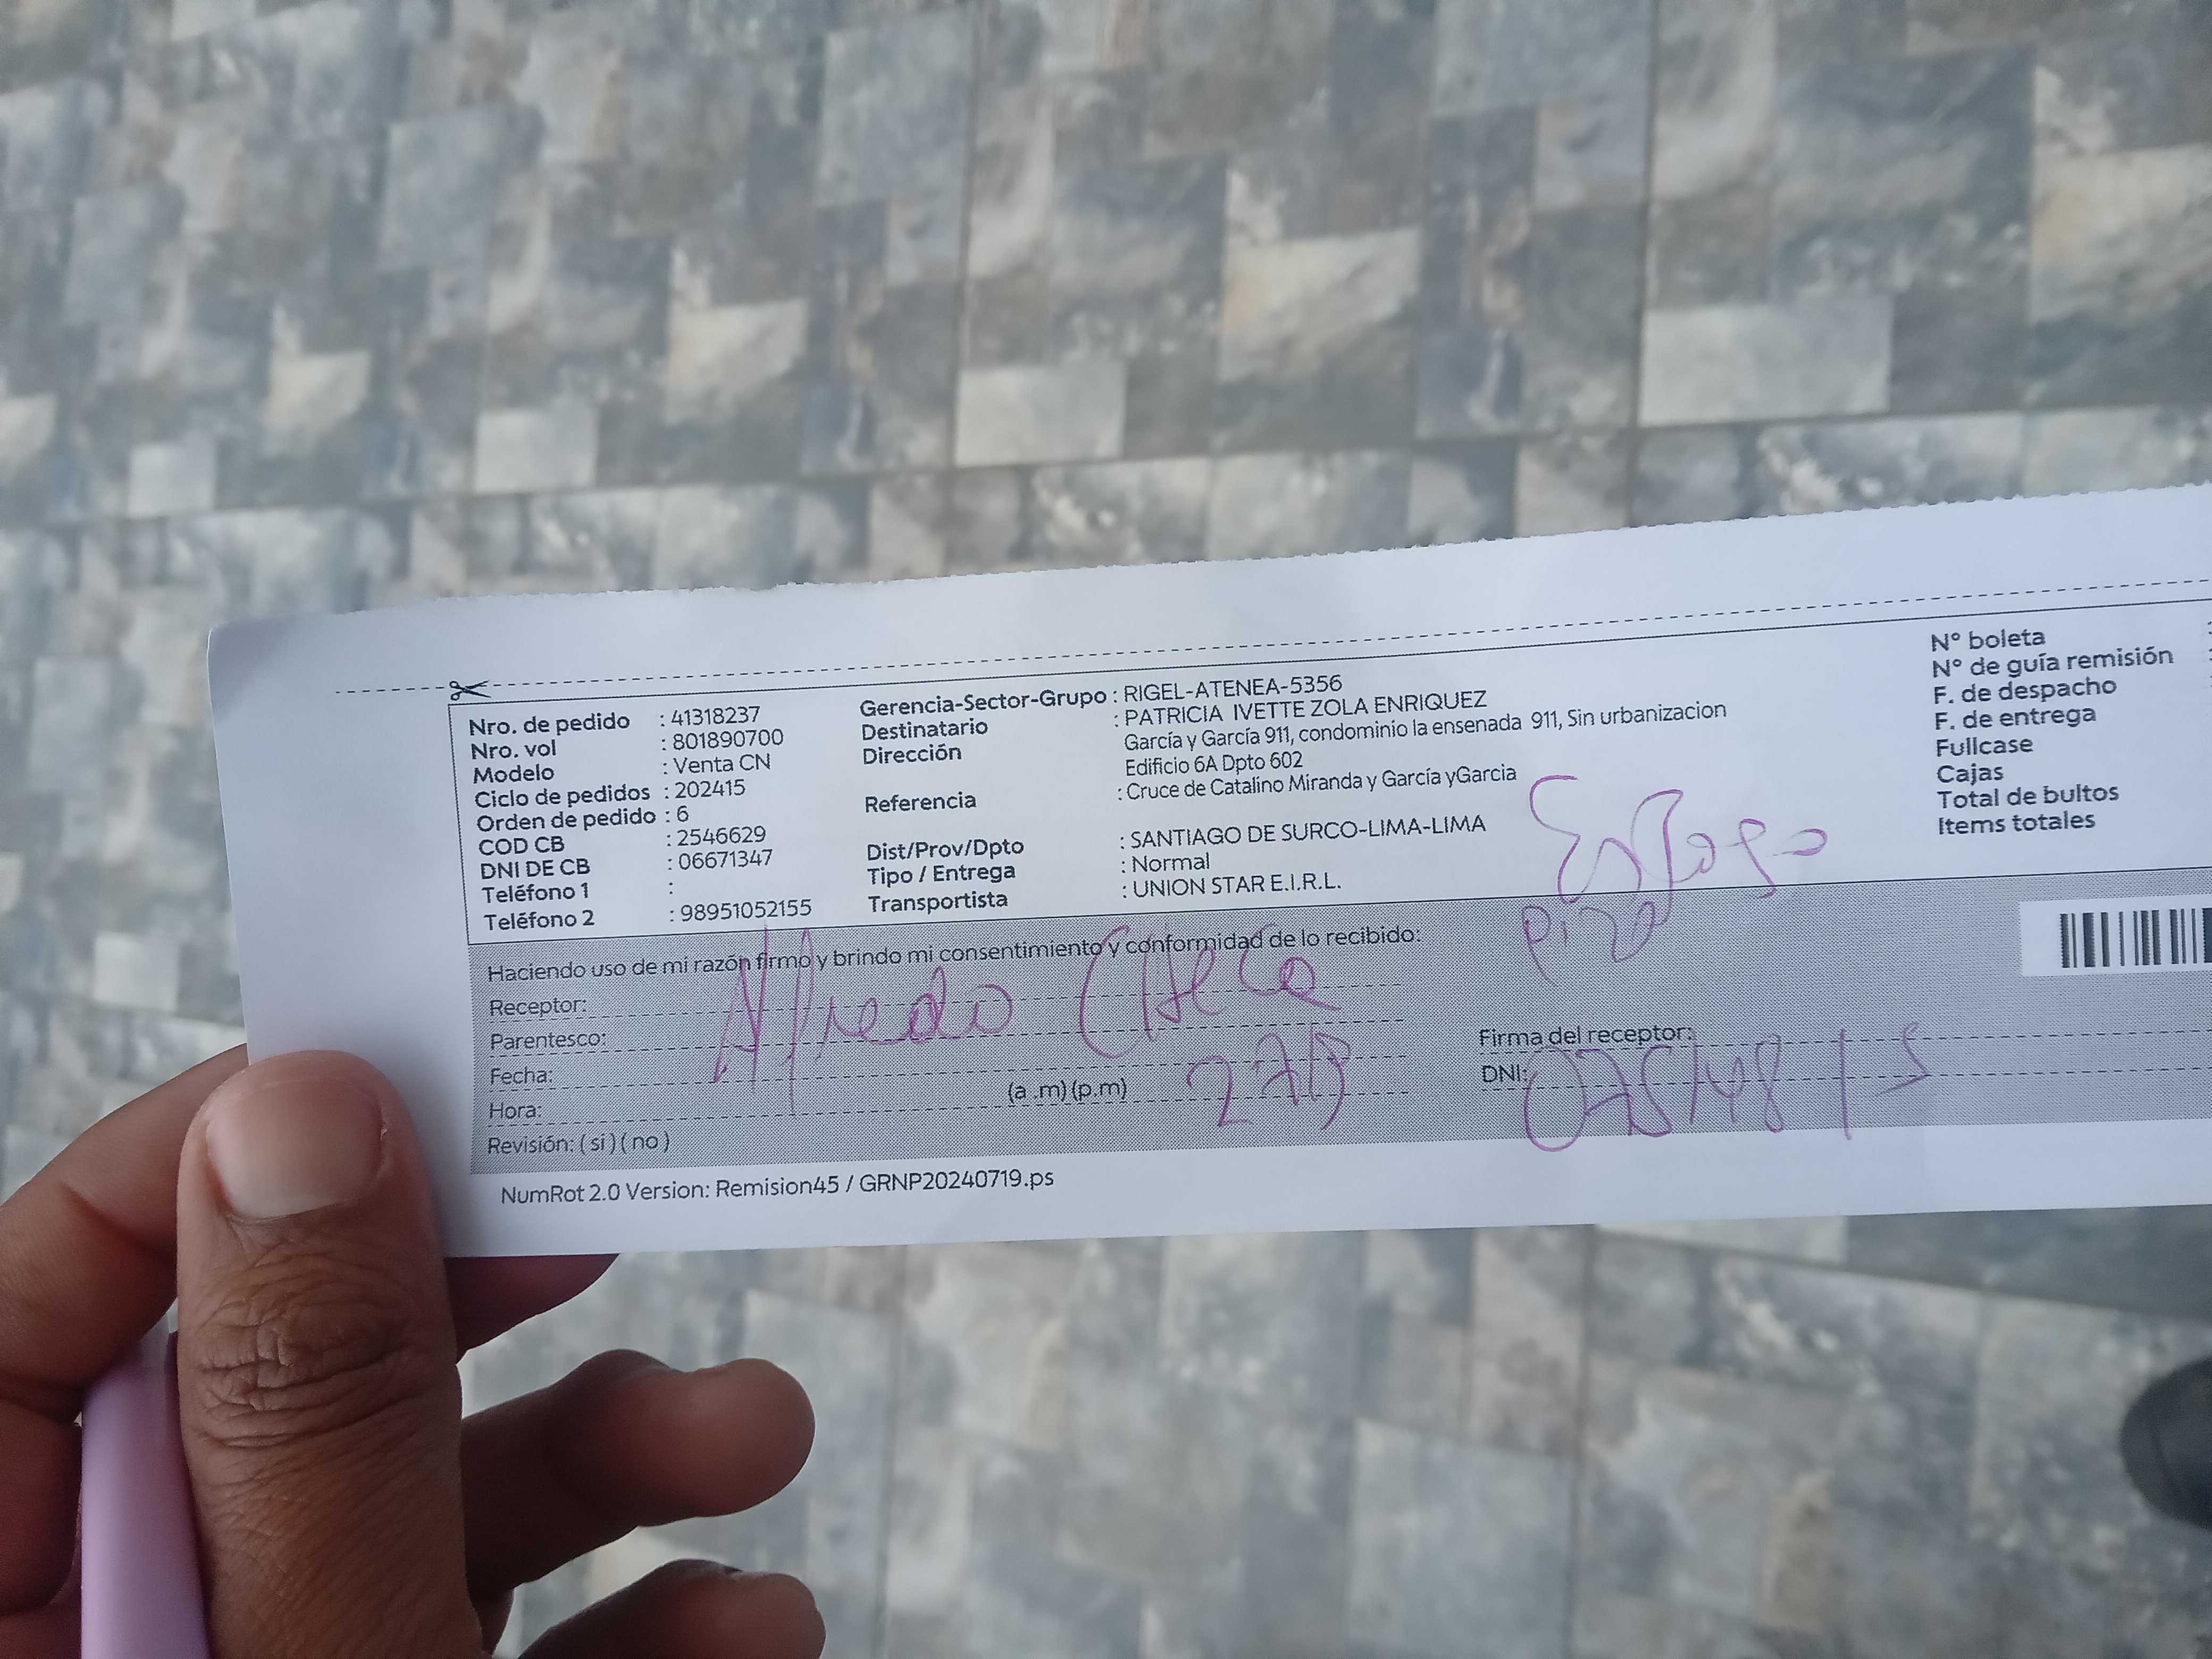 Nro. de pedido : 41318237
Nro. vol : 801890700
Modelo : Venta CN
Ciclo de pedidos : 202415
Orden de pedido : 6
COD CB : 2546629
DNI DE CB : 06671347
Teléfono 1 :
Teléfono 2 : 98951052155
Gerencia-Sector-Grupo : RIGEL-ATENEA-5356
Destinatario : PATRICIA IVETTE ZOLA ENRIQUEZ
Dirección García y García 911, condominio la ensenada 911, Sin urbanizacion
Edificio 6A Dpto 602
Referencia : Cruce de Catalino Miranda y García yGarcia
Dist/Prov/Dpto : SANTIAGO DE SURCO-LIMA-LIMA
Tipo / Entrega : Normal
Transportista : UNION STAR E.I.R.L.
N° boleta
N° de guía remisión
F. de despacho
F. de entrega
Fullcase
Cajas
Total de bultos
Items totales
Haciendo uso de mi razón firmo y brindo mi consentimiento y conformidad de lo recibido:
Receptor: Alfredo
Parentesco:
Fecha:
Hora: (a .m) (p.m)
Revisión: ( si ) ( no )
Firma del receptor:
DNI:
NumRot 2.0 Version: Remision45 / GRNP20240719.ps